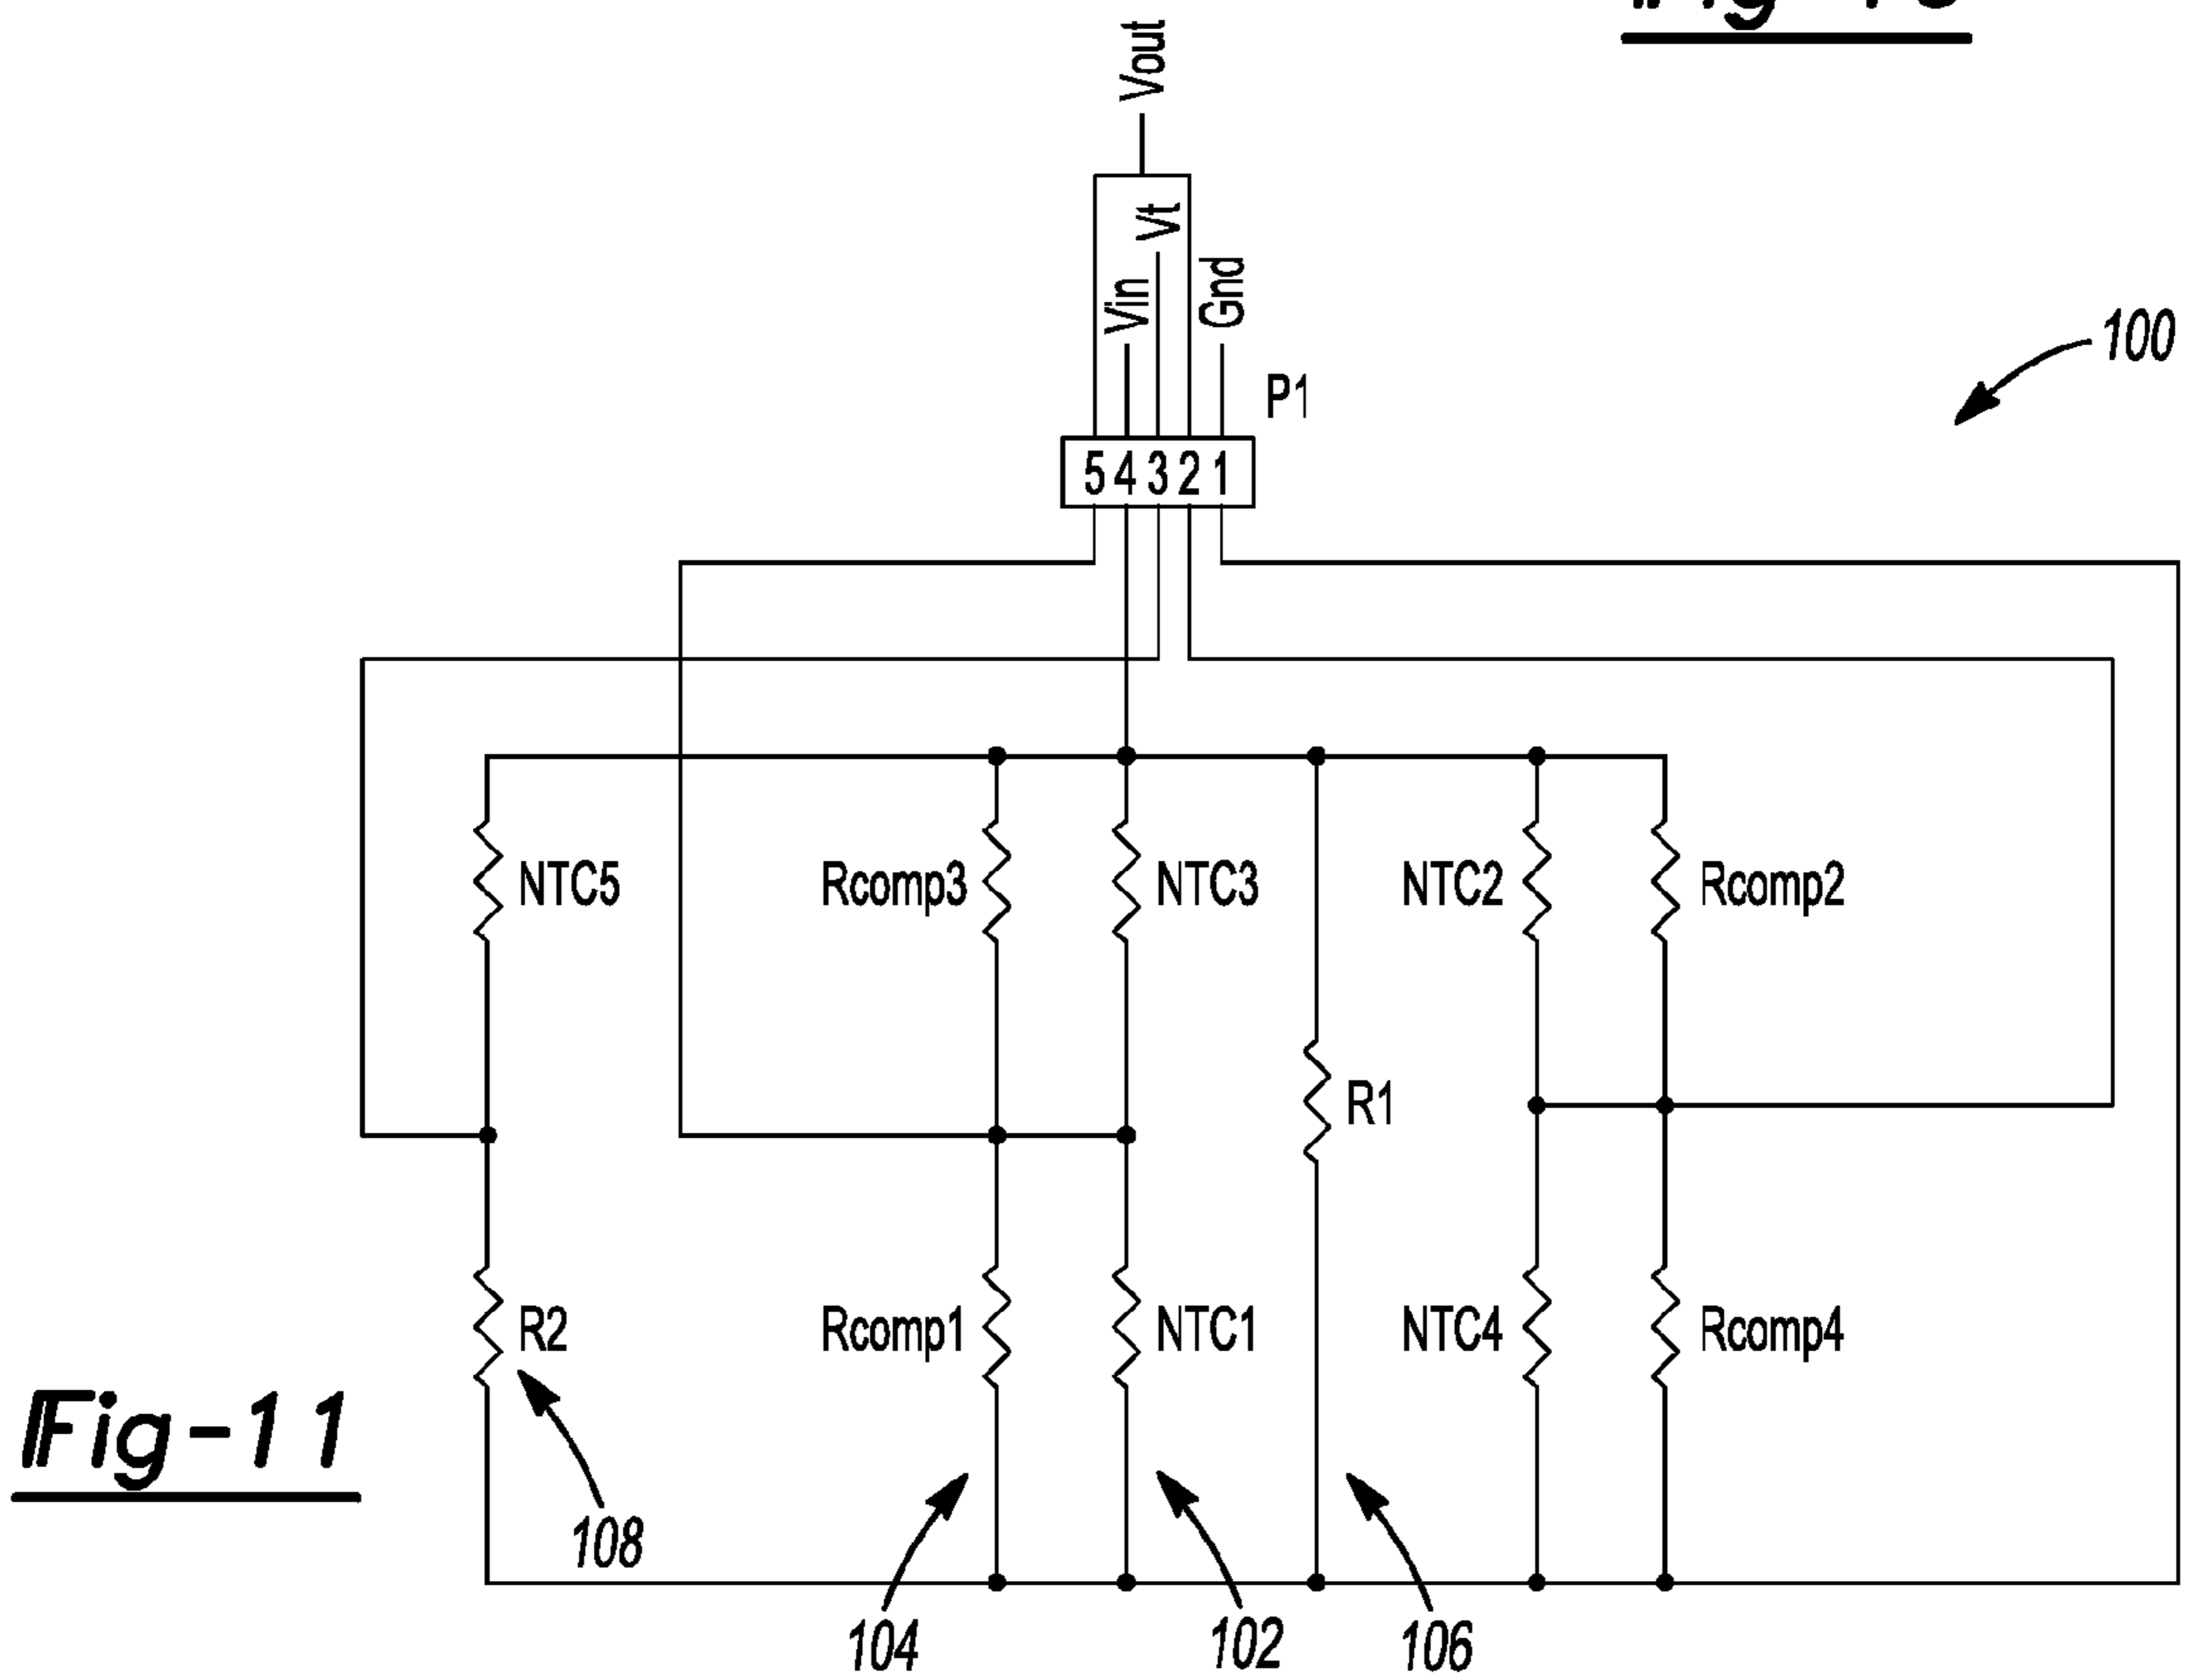 Vout
Vt
Vin
Gnd
P1
100
5 4 3 2 1
NTC5
Rcomp3
NTC3
NTC2
Rcomp2
R1
R2
Rcomp1
NTC1
NTC4
Rcomp4
Fig-11
108
104
102
106